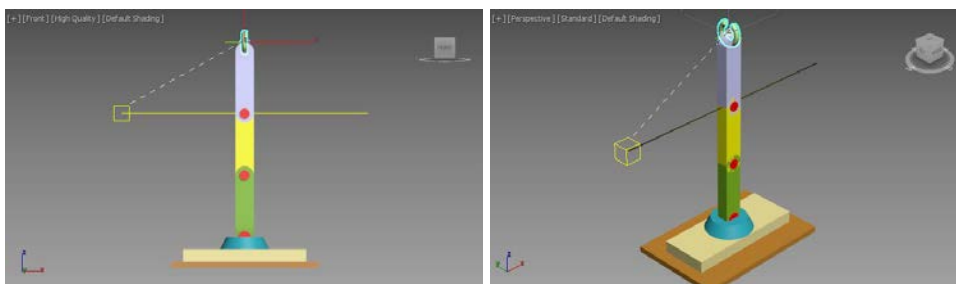 [+] [Front] [High Quality] [Default Shading]
[+] [Perspective] [Standard] [Default Shading]